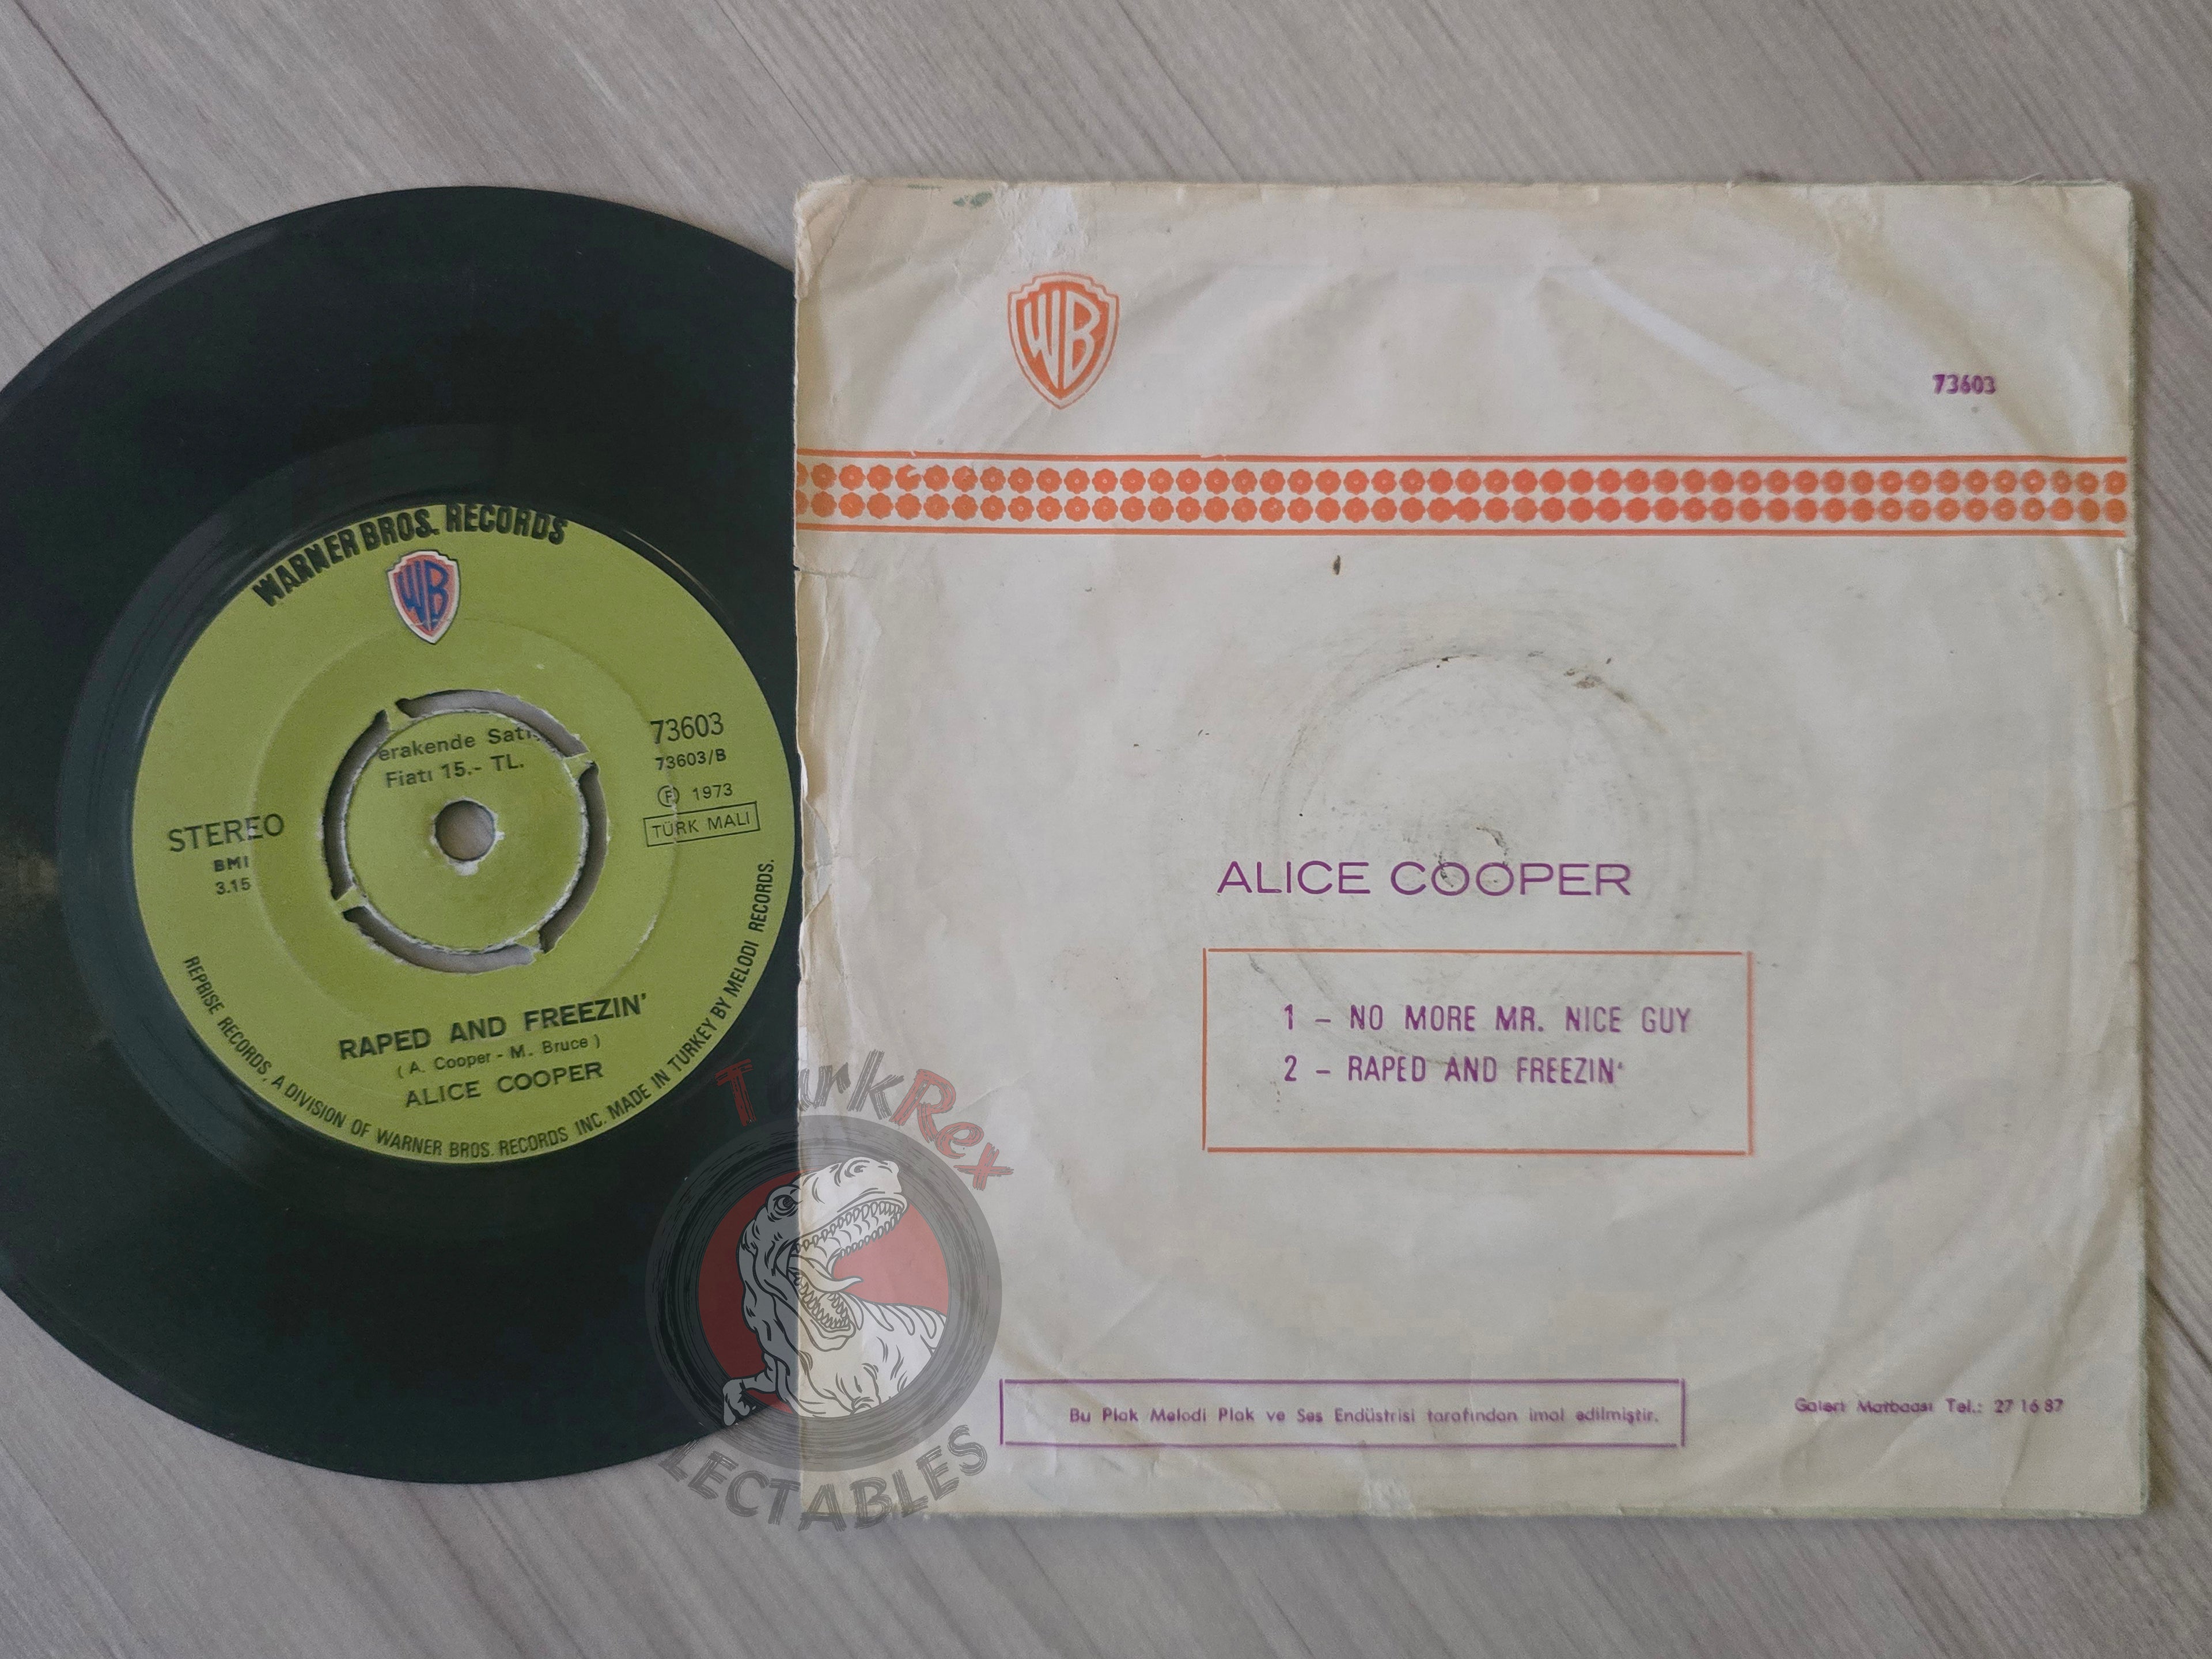 WARNER BROS. RECORDS
WB
erakende Satı
Fiatı 15.- TL.
73603
73603/B
Ⓟ 1973
TÜRK MALI
STEREO
BMI
3.15
RAPED AND FREEZIN'
( A. Cooper - M. Bruce )
ALICE COOPER
REPRISE RECORDS, A DIVISION OF WARNER BROS. RECORDS INC. MADE IN TURKEY BY MELODI RECORDS.
WB
73603
ALICE COOPER
1 - NO MORE MR. NICE GUY
2 - RAPED AND FREEZIN'
Bu Plak Melodi Plak ve Ses Endüstrisi tarafından imal edilmiştir.
Galeri Matbaası Tel.: 27 16 87
TurkRex
LECTABLES